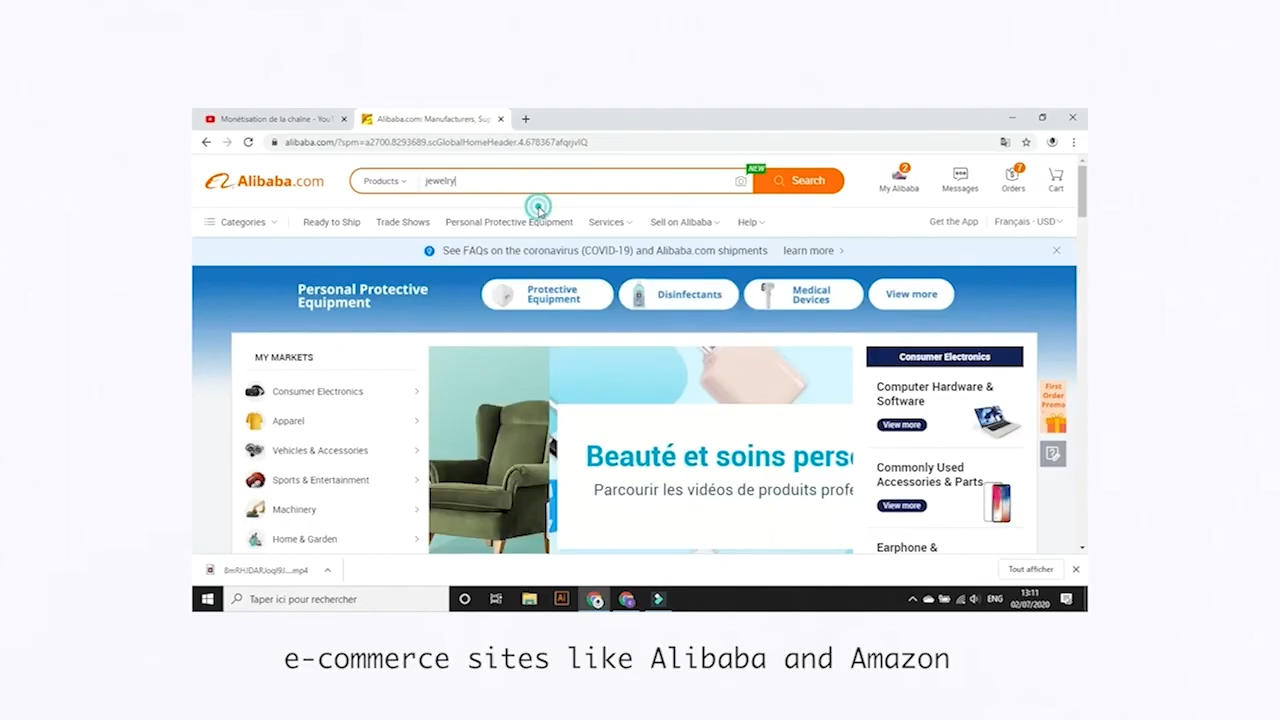 Monétisation de la chaîne - YouT
Alibaba.com: Manufacturers, Sup
alibaba.com/?spm=a2700.8293689.scGlobalHomeHeader.4.678367afqrjvIQ
Alibaba.com
Products
jewelry
NEW
Search
2
My Alibaba
Messages
7
Orders
Cart
Categories
Ready to Ship
Trade Shows
Personal Protective Equipment
Services
Sell on Alibaba
Help
Get the App
Français - USD
See FAQs on the coronavirus (COVID-19) and Alibaba.com shipments
learn more
Personal Protective
Equipment
Protective
Equipment
Disinfectants
Medical
Devices
View more
MY MARKETS
Consumer Electronics
Apparel
Vehicles & Accessories
Sports & Entertainment
Machinery
Home & Garden
Beauté et soins pers
Parcourir les vidéos de produits profe
Consumer Electronics
Computer Hardware &
Software
View more
Commonly Used
Accessories & Parts
View more
Earphone &
First
Order
Promo
Tout afficher
Taper ici pour rechercher
Ai
ENG
13:11
02/07/2020
e-commerce sites like Alibaba and Amazon